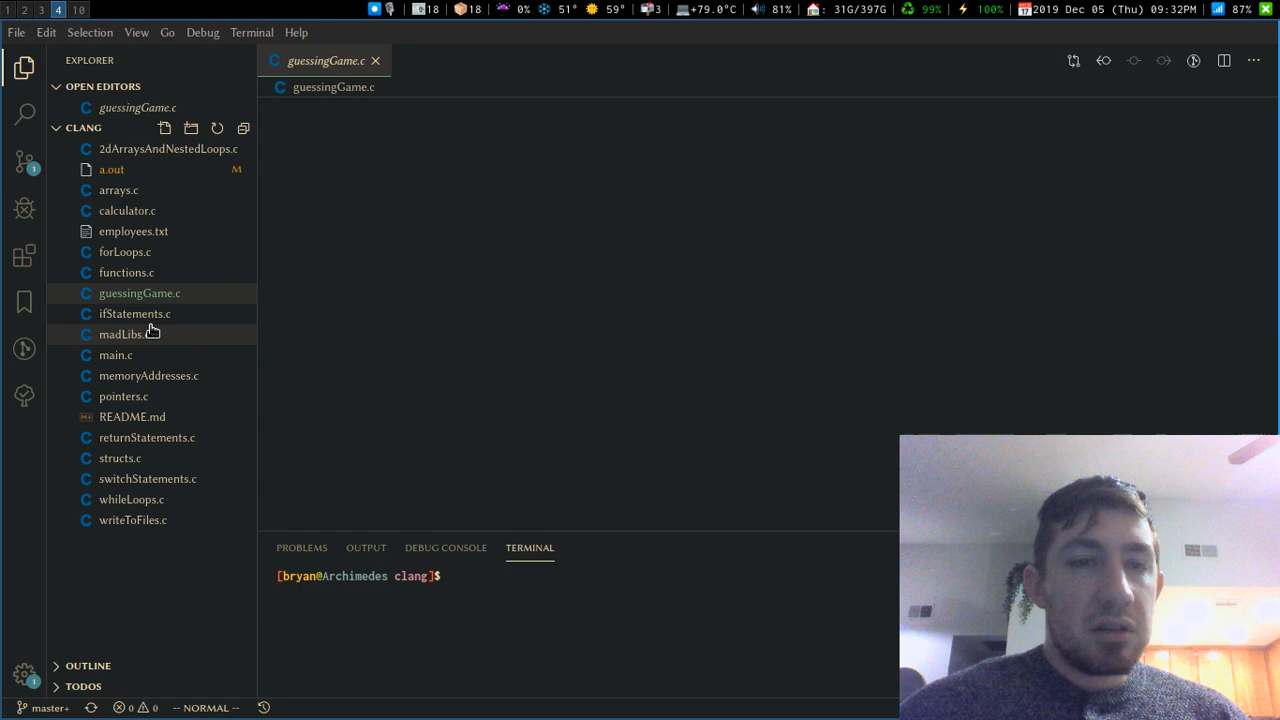 1 2 3 4 10 18 18 0% 51° 59° +79.0°C 81% : 31G/397G 99% 100% 2019 Dec 05 (Thu) 09:32PM 87%
File Edit Selection View Go Debug Terminal Help
EXPLORER
guessingGame.c
OPEN EDITORS
guessingGame.c
guessingGame.c
CLANG
2dArraysAndNestedLoops.c
a.out M
arrays.c
calculator.c
employees.txt
forLoops.c
functions.c
guessingGame.c
ifStatements.c
madLibs.
main.c
memoryAddresses.c
pointers.c
README.md
returnStatements.c
structs.c
switchStatements.c
whileLoops.c
writeToFiles.c
OUTLINE
TODOS
PROBLEMS OUTPUT DEBUG CONSOLE TERMINAL
[bryan@Archimedes clang]$
1
1
master+ 0 0 -- NORMAL --